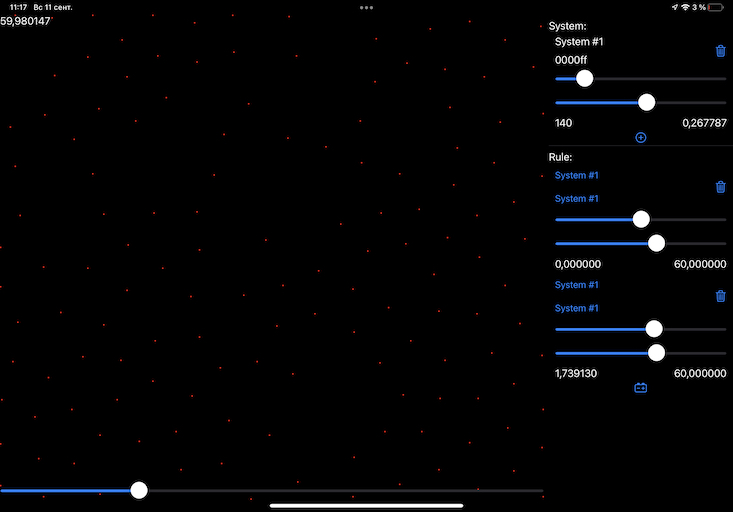 11:17 Вс 11 сент.
3 %
59,980147
System:
System #1
0000ff
140 0,267787
Rule:
System #1
System #1
0,000000 60,000000
System #1
System #1
1,739130 60,000000